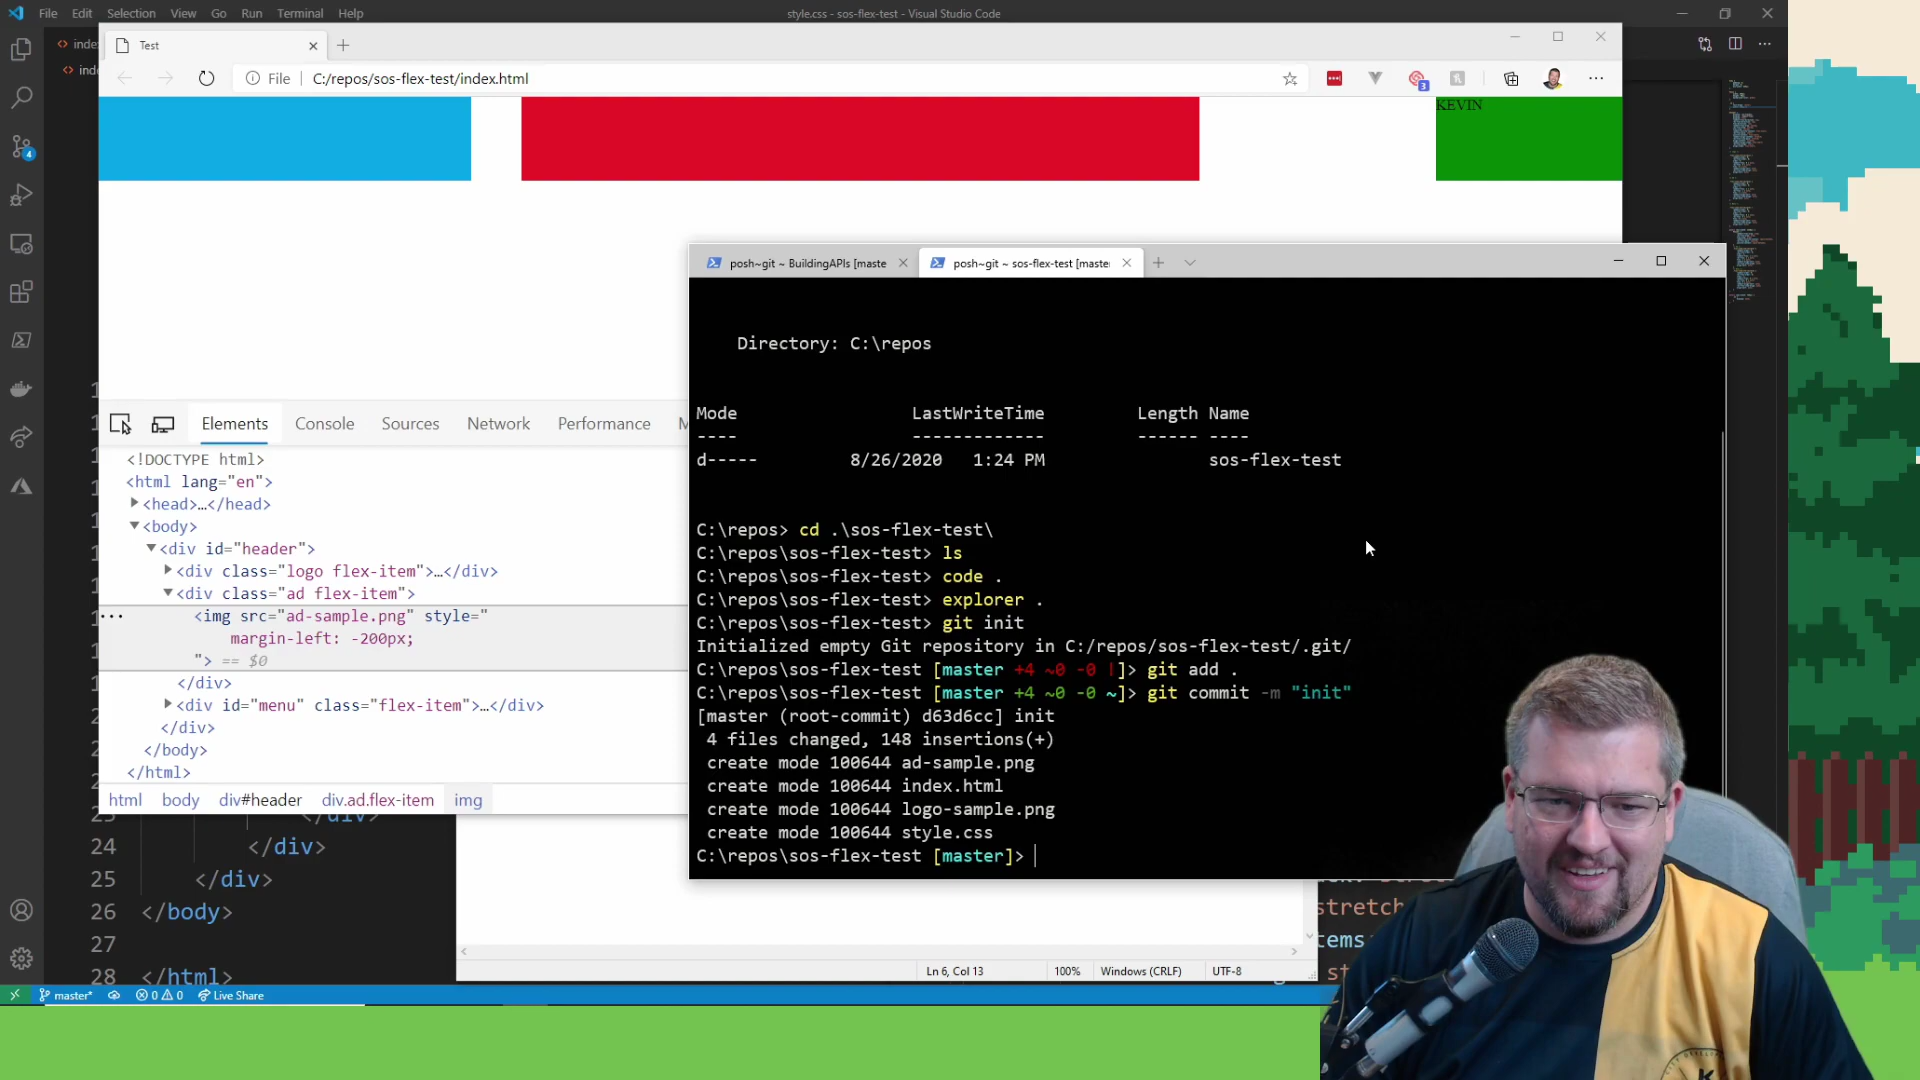 File Edit Selection View Go Run Terminal Help
style.css - sos-flex-test - Visual Studio Code
Test
File C:/repos/sos-flex-test/index.html
3
KEVIN
4
posh~git ~ BuildingAPIs [maste
posh~git ~ sos-flex-test [maste
Directory: C:\repos
Mode LastWriteTime Length Name
---- ------------- ------ ----
d----- 8/26/2020 1:24 PM sos-flex-test
C:\repos> cd .\sos-flex-test\
C:\repos\sos-flex-test> ls
C:\repos\sos-flex-test> code .
C:\repos\sos-flex-test> explorer .
C:\repos\sos-flex-test> git init
Initialized empty Git repository in C:/repos/sos-flex-test/.git/
C:\repos\sos-flex-test [master +4 ~0 -0 !]> git add .
C:\repos\sos-flex-test [master +4 ~0 -0 ~]> git commit -m "init"
[master (root-commit) d63d6cc] init
4 files changed, 148 insertions(+)
create mode 100644 ad-sample.png
create mode 100644 index.html
create mode 100644 logo-sample.png
create mode 100644 style.css
C:\repos\sos-flex-test [master]>
Elements Console Sources Network Performance M
<!DOCTYPE html>
<html lang="en">
<head>…</head>
<body>
<div id="header">
<div class="logo flex-item">…</div>
<div class="ad flex-item">
<img src="ad-sample.png" style="
margin-left: -200px;
"> == $0
</div>
<div id="menu" class="flex-item">…</div>
</div>
</body>
</html>
html body div#header div.ad.flex-item img
24 </div>
25 </div>
26 </body>
27
28 </html>
stretch
tems
st
Ln 6, Col 13 100% Windows (CRLF) UTF-8
master* 0 0 Live Share